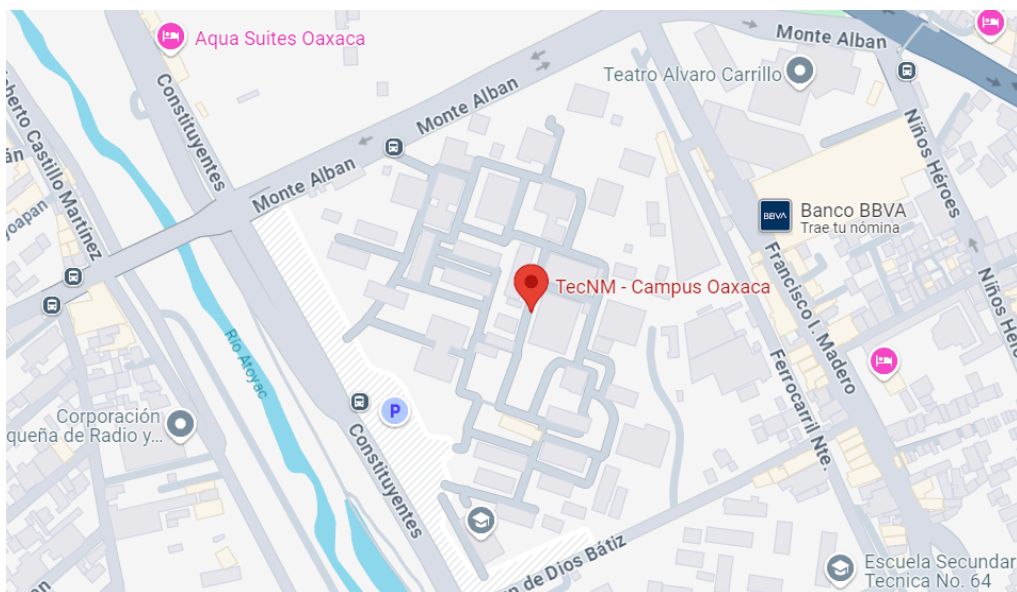 Aqua Suites Oaxaca
Monte Alban
Teatro Alvaro Carrillo
Constituyentes
Monte Alban
Castillo Martínez
Monte Alban
Niños Héroes
BBVA
Banco BBVA
Trae tu nómina
TecNM - Campus Oaxaca
Francisco I. Madero
Niños Héro
Río Atoyac
Ferrocarril Nte.
P
Corporación
queña de Radio y...
Constituyentes
de Dios Bátiz
Escuela Secundar
Tecnica No. 64